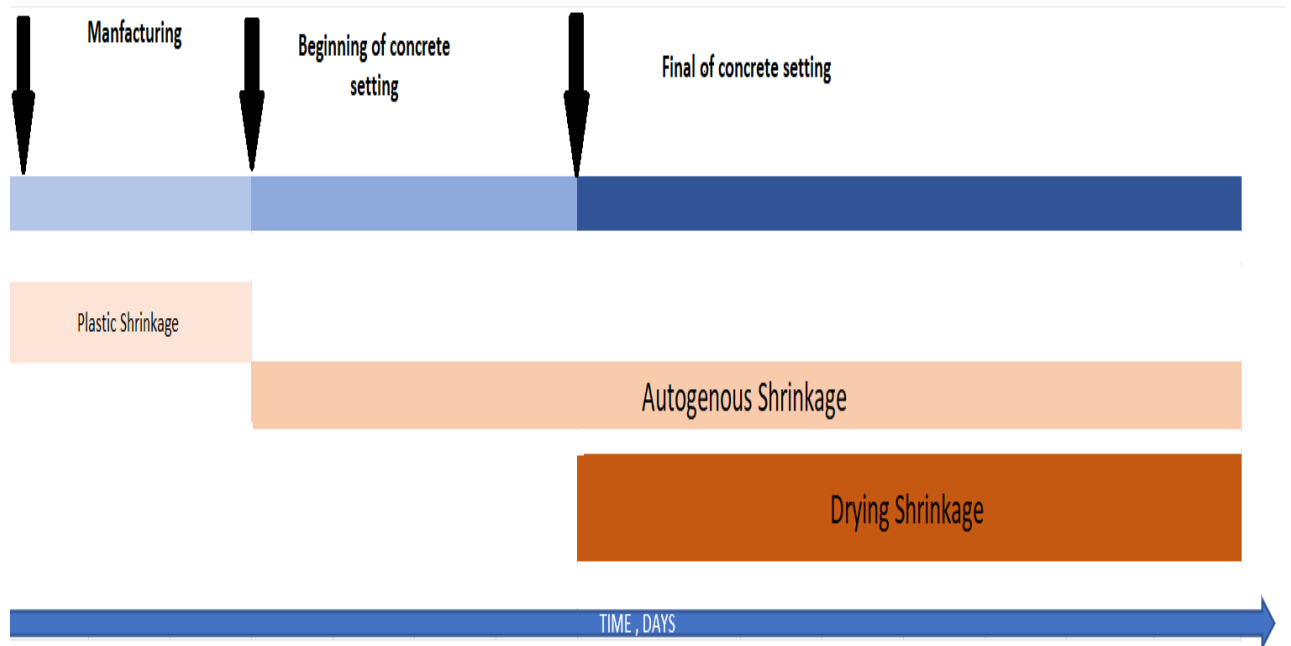 Manfacturing
Beginning of concrete
setting
Final of concrete setting
Plastic Shrinkage
Autogenous Shrinkage
Drying Shrinkage
TIME , DAYS